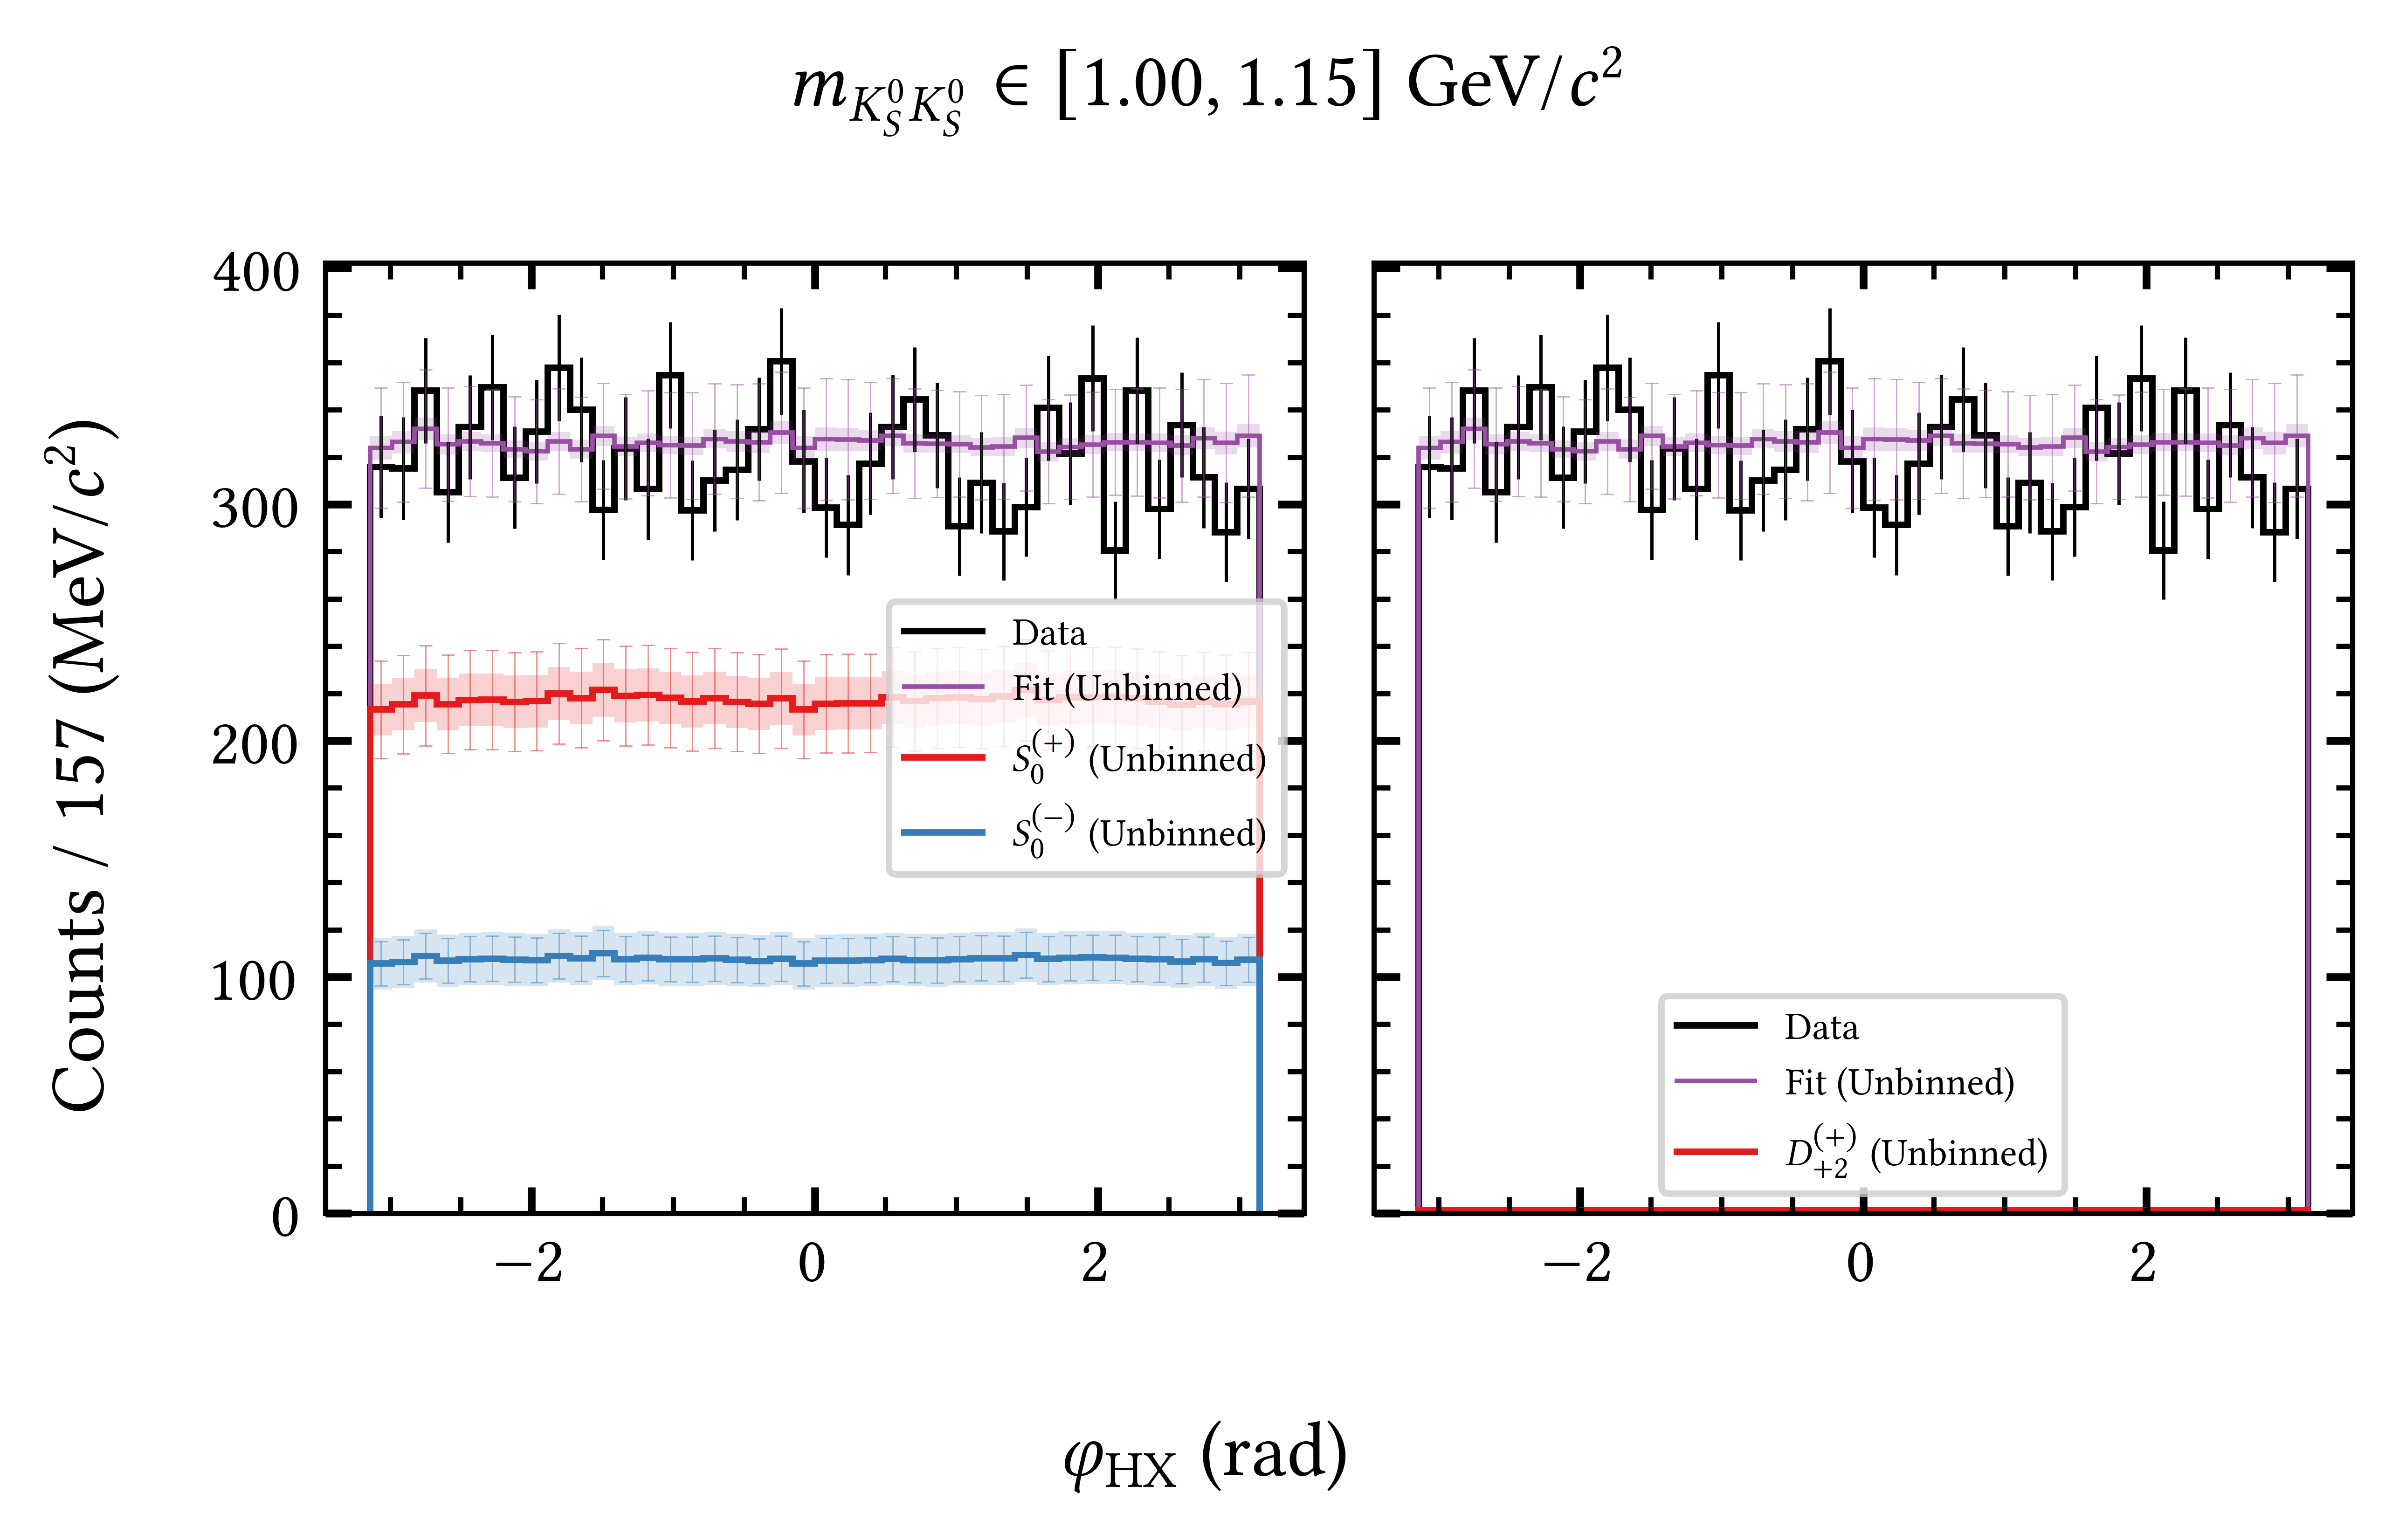 m_{K_S^0 K_S^0} ∈ [1.00, 1.15] GeV/c²
Counts / 157 (MeV/c²)
400
300
200
100
0
Data
Fit (Unbinned)
S_0^{(+)} (Unbinned)
S_0^{(−)} (Unbinned)
−2
0
2
Data
Fit (Unbinned)
D_{+2}^{(+)} (Unbinned)
−2
0
2
φ_{HX} (rad)